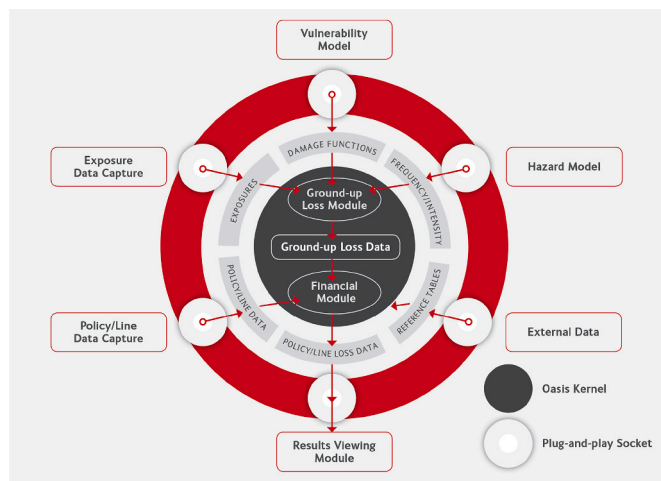 Vulnerability
Model
Exposure
Data Capture
Hazard Model
DAMAGE FUNCTIONS
EXPOSURES
FREQUENCY/INTENSITY
Ground-up
Loss Module
Ground-up Loss Data
Financial
Module
POLICY/LINE DATA
REFERENCE TABLES
POLICY/LINE LOSS DATA
Policy/Line
Data Capture
External Data
Oasis Kernel
Plug-and-play Socket
Results Viewing
Module